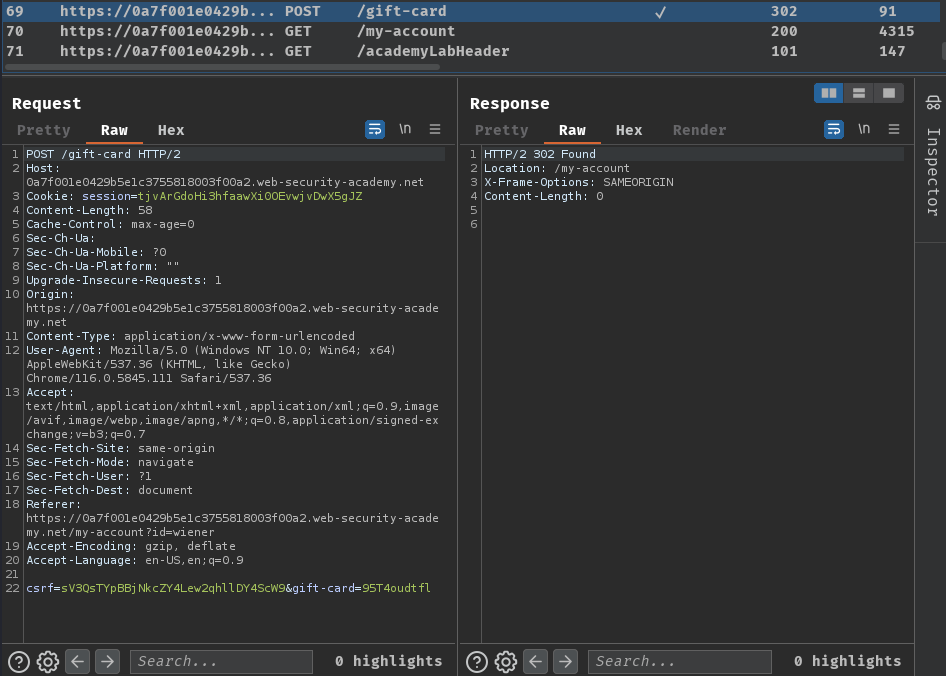 69 https://0a7f001e0429b... POST /gift-card ✓ 302 91
70 https://0a7f001e0429b... GET /my-account 200 4315
71 https://0a7f001e0429b... GET /academyLabHeader 101 147
Request
Pretty Raw Hex \n
1 POST /gift-card HTTP/2
2 Host:
0a7f001e0429b5e1c3755818003f00a2.web-security-academy.net
3 Cookie: session=tjvArGdoHi3hfaawXi0OEvwjvDwX5gJZ
4 Content-Length: 58
5 Cache-Control: max-age=0
6 Sec-Ch-Ua:
7 Sec-Ch-Ua-Mobile: ?0
8 Sec-Ch-Ua-Platform: ""
9 Upgrade-Insecure-Requests: 1
10 Origin:
https://0a7f001e0429b5e1c3755818003f00a2.web-security-acade
my.net
11 Content-Type: application/x-www-form-urlencoded
12 User-Agent: Mozilla/5.0 (Windows NT 10.0; Win64; x64)
AppleWebKit/537.36 (KHTML, like Gecko)
Chrome/116.0.5845.111 Safari/537.36
13 Accept:
text/html,application/xhtml+xml,application/xml;q=0.9,image
/avif,image/webp,image/apng,*/*;q=0.8,application/signed-ex
change;v=b3;q=0.7
14 Sec-Fetch-Site: same-origin
15 Sec-Fetch-Mode: navigate
16 Sec-Fetch-User: ?1
17 Sec-Fetch-Dest: document
18 Referer:
https://0a7f001e0429b5e1c3755818003f00a2.web-security-acade
my.net/my-account?id=wiener
19 Accept-Encoding: gzip, deflate
20 Accept-Language: en-US,en;q=0.9
21
22 csrf=sV3QsTYpBBjNkcZY4Lew2qhllDY4ScW9&gift-card=95T4oudtfl
Search... 0 highlights
Response
Pretty Raw Hex Render \n
1 HTTP/2 302 Found
2 Location: /my-account
3 X-Frame-Options: SAMEORIGIN
4 Content-Length: 0
5
6
Search... 0 highlights
Inspector